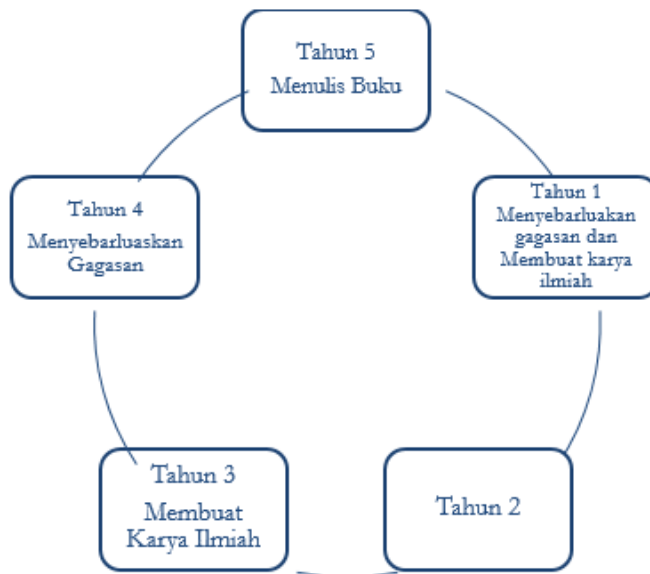 Tahun 5
Menulis Buku
Tahun 4
Menyebarluaskan
Gagasan
Tahun 1
Menyebarluakan
gagasan dan
Membuat karya
ilmiah
Tahun 3
Membuat
Karya Ilmiah
Tahun 2